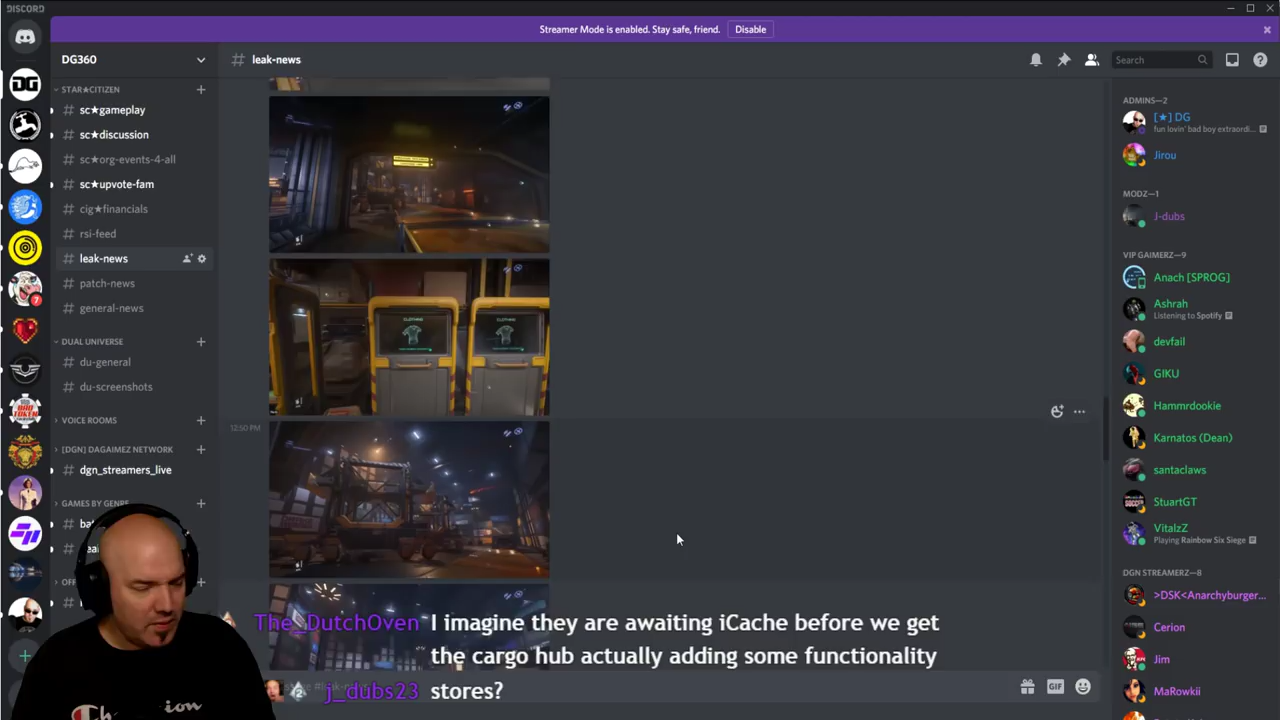 DISCORD
Streamer Mode is enabled. Stay safe, friend.
Disable
DG360
# leak-news
Search
STAR★CITIZEN
# sc★gameplay
# sc★discussion
# sc★org-events-4-all
# sc★upvote-fam
# cig★financials
# rsi-feed
# leak-news
# patch-news
# general-news
DUAL UNIVERSE
# du-general
# du-screenshots
VOICE ROOMS
[DGN] DAGAIMEZ NETWORK
# dgn_streamers_live
GAMES BY GENRE
DG
7
CLOTHING
CLOTHING
12:50 PM
ADMINS—2
[★] DG
fun lovin' bad boy extraordi...
Jirou
MODZ—1
J-dubs
VIP GAIMERZ—9
Anach [SPROG]
Ashrah
Listening to Spotify
devfail
GIKU
Hammrdookie
Karnatos (Dean)
santaclaws
StuartGT
VitalzZ
Playing Rainbow Six Siege
DGN STREAMERZ—8
>DSK<Anarchyburger...
Cerion
Jim
MaRowkii
The_DutchOven I imagine they are awaiting iCache before we get
the cargo hub actually adding some functionality
j_dubs23 stores?
GIF
Champion